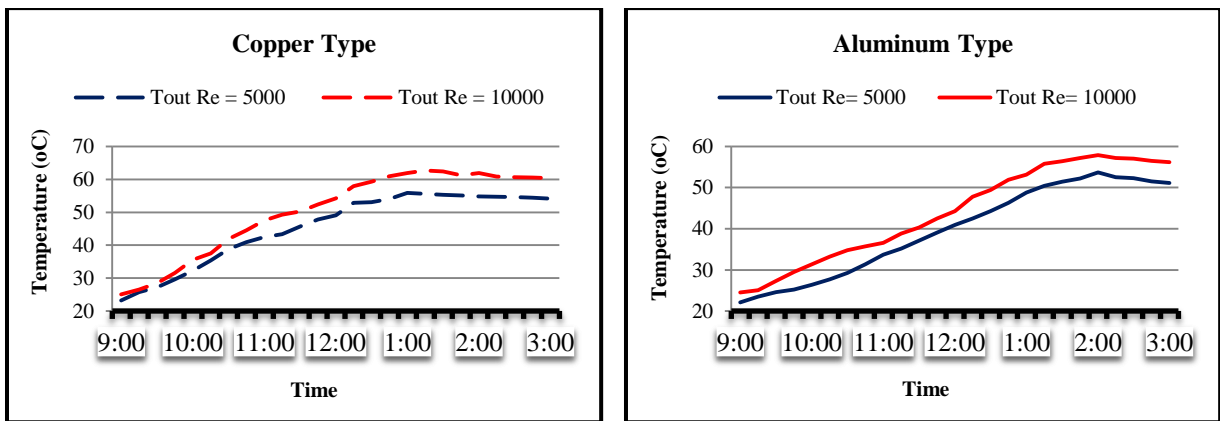 Copper Type
Tout Re = 5000
Tout Re = 10000
Temperature (oC)
70
60
50
40
30
20
9:00
10:00
11:00
12:00
1:00
2:00
3:00
Time
Aluminum Type
Tout Re= 5000
Tout Re= 10000
Temperature (oC)
60
50
40
30
20
9:00
10:00
11:00
12:00
1:00
2:00
3:00
Time